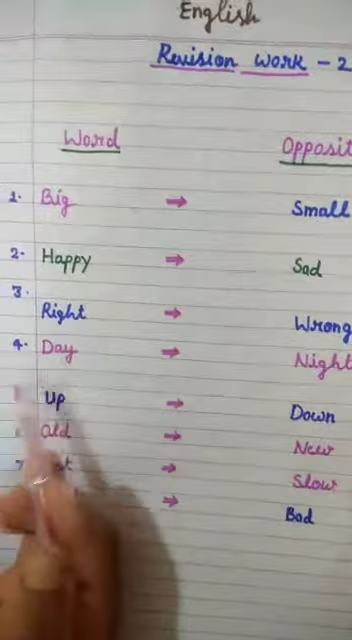 English
Revision work - 2
Word Opposit
1. Big → Small
2. Happy → Sad
3.
Right → Wrong
4. Day → Night
Up → Down
Old → New
→ Slow
→ Bad